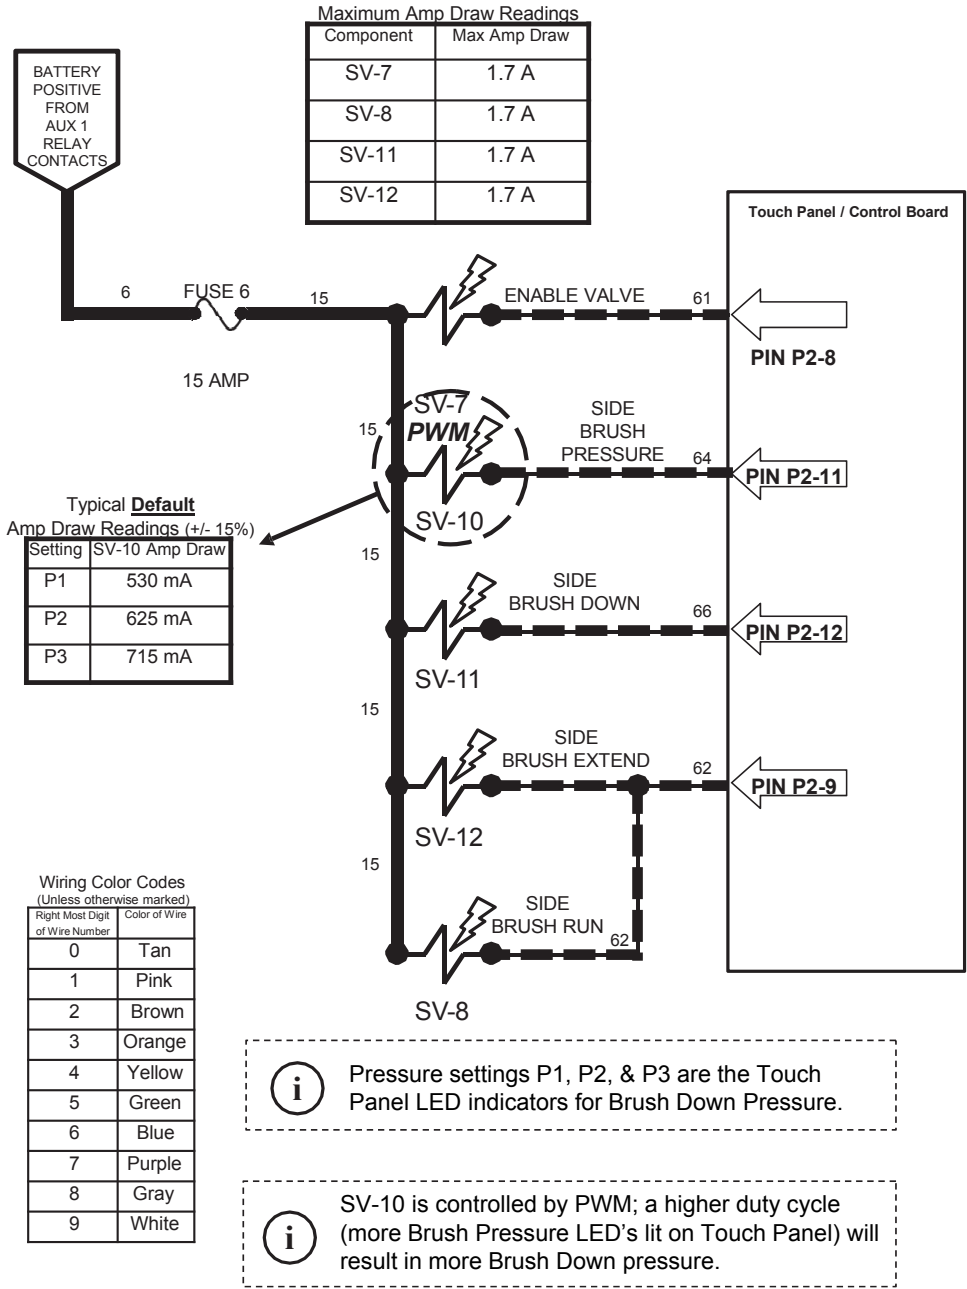 Maximum Amp Draw Readings
Component Max Amp Draw
SV-7 1.7 A
SV-8 1.7 A
SV-11 1.7 A
SV-12 1.7 A
BATTERY
POSITIVE
FROM
AUX 1
RELAY
CONTACTS
Touch Panel / Control Board
6 FUSE 6 15
15 AMP
ENABLE VALVE 61
PIN P2-8
SV-7
15
PWM
SIDE
BRUSH
PRESSURE 64
PIN P2-11
SV-10
Typical Default
Amp Draw Readings (+/- 15%)
Setting SV-10 Amp Draw
P1 530 mA
P2 625 mA
P3 715 mA
15
SIDE
BRUSH DOWN 66
PIN P2-12
SV-11
15
SIDE
BRUSH EXTEND 62
PIN P2-9
SV-12
15
SIDE
BRUSH RUN 62
SV-8
Wiring Color Codes
(Unless otherwise marked)
Right Most Digit
of Wire Number
Color of Wire
0 Tan
1 Pink
2 Brown
3 Orange
4 Yellow
5 Green
6 Blue
7 Purple
8 Gray
9 White
i
Pressure settings P1, P2, & P3 are the Touch
Panel LED indicators for Brush Down Pressure.
i
SV-10 is controlled by PWM; a higher duty cycle
(more Brush Pressure LED's lit on Touch Panel) will
result in more Brush Down pressure.